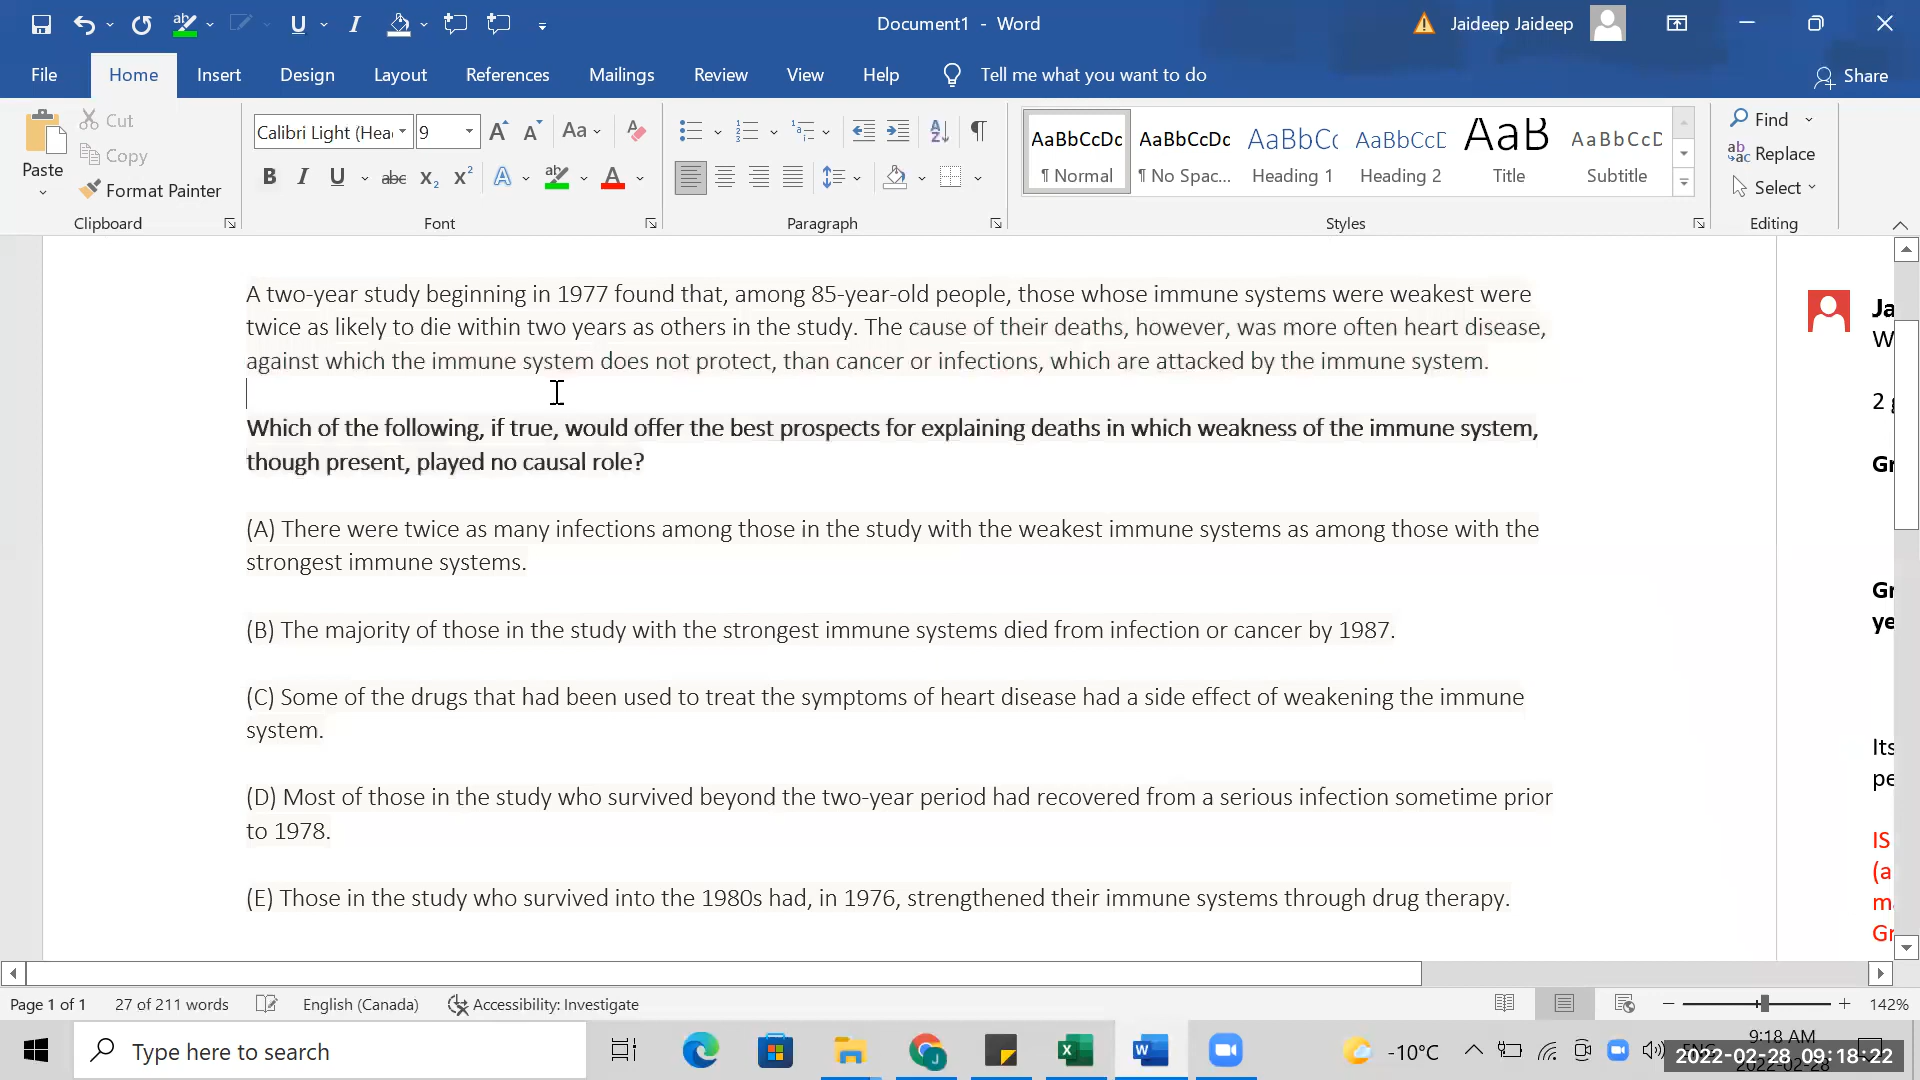 Document1 - Word
Jaideep Jaideep
File Home Insert Design Layout References Mailings Review View Help Tell me what you want to do Share
Paste
Cut
Copy
Format Painter
Clipboard
Calibri Light (Hea 9
Font
Paragraph
AaBbCcDc AaBbCcDc AaBbCc AaBbCcD AaB AaBbCcD
¶ Normal ¶ No Spac... Heading 1 Heading 2 Title Subtitle
Styles
Find
Replace
Select
Editing
A two-year study beginning in 1977 found that, among 85-year-old people, those whose immune systems were weakest were
twice as likely to die within two years as others in the study. The cause of their deaths, however, was more often heart disease,
against which the immune system does not protect, than cancer or infections, which are attacked by the immune system.
Which of the following, if true, would offer the best prospects for explaining deaths in which weakness of the immune system,
though present, played no causal role?
(A) There were twice as many infections among those in the study with the weakest immune systems as among those with the
strongest immune systems.
(B) The majority of those in the study with the strongest immune systems died from infection or cancer by 1987.
(C) Some of the drugs that had been used to treat the symptoms of heart disease had a side effect of weakening the immune
system.
(D) Most of those in the study who survived beyond the two-year period had recovered from a serious infection sometime prior
to 1978.
(E) Those in the study who survived into the 1980s had, in 1976, strengthened their immune systems through drug therapy.
Ja
W
2
Gr
Gr
ye
Its
pe
IS
(a
m
Gr
Page 1 of 1 27 of 211 words English (Canada) Accessibility: Investigate 142%
Type here to search
-10°C
9:18 AM
2022-02-28 09:18:22